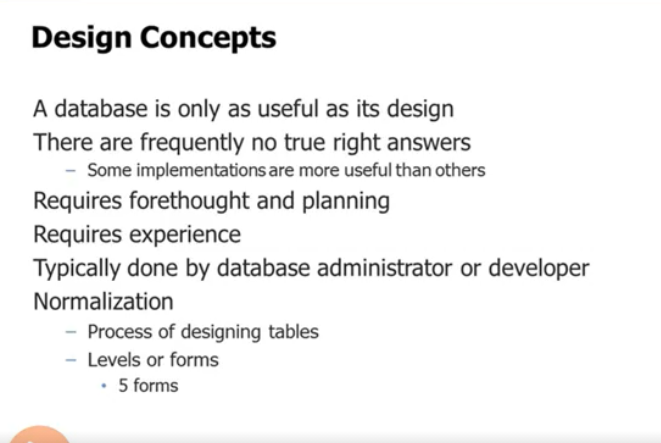 Design Concepts
A database is only as useful as its design
There are frequently no true right answers
– Some implementations are more useful than others
Requires forethought and planning
Requires experience
Typically done by database administrator or developer
Normalization
– Process of designing tables
– Levels or forms
• 5 forms